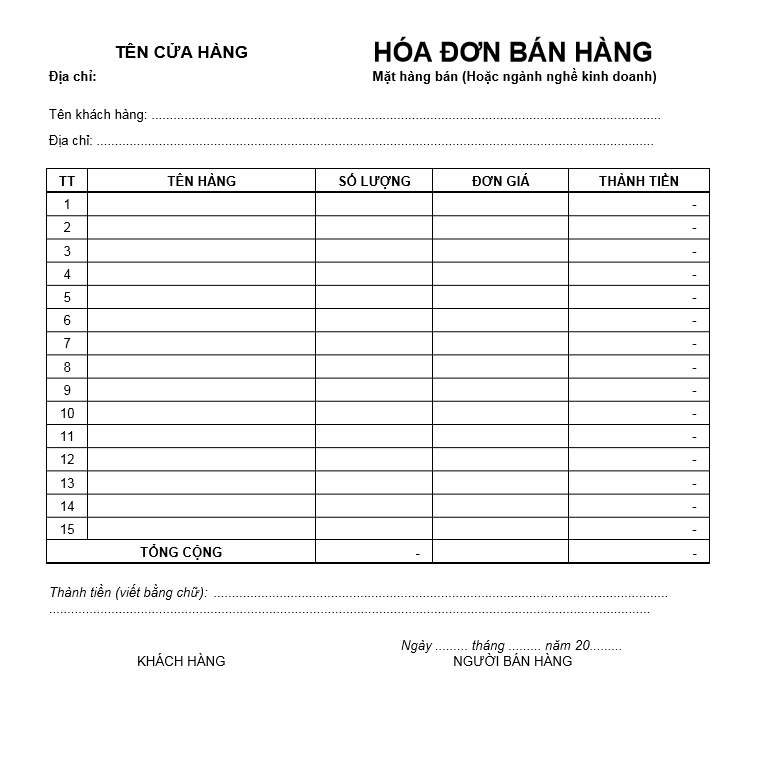 TÊN CỬA HÀNG HÓA ĐƠN BÁN HÀNG
Địa chỉ: Mặt hàng bán (Hoặc ngành nghề kinh doanh)
Tên khách hàng: ..........................................................................................................................................
Địa chỉ: .......................................................................................................................................................
TT TÊN HÀNG SỐ LƯỢNG ĐƠN GIÁ THÀNH TIỀN
1 -
2 -
3 -
4 -
5 -
6 -
7 -
8 -
9 -
10 -
11 -
12 -
13 -
14 -
15 -
TỔNG CỘNG - -
Thành tiền (viết bằng chữ): ...........................................................................................................................
...................................................................................................................................................................
Ngày ......... tháng ......... năm 20.........
KHÁCH HÀNG NGƯỜI BÁN HÀNG